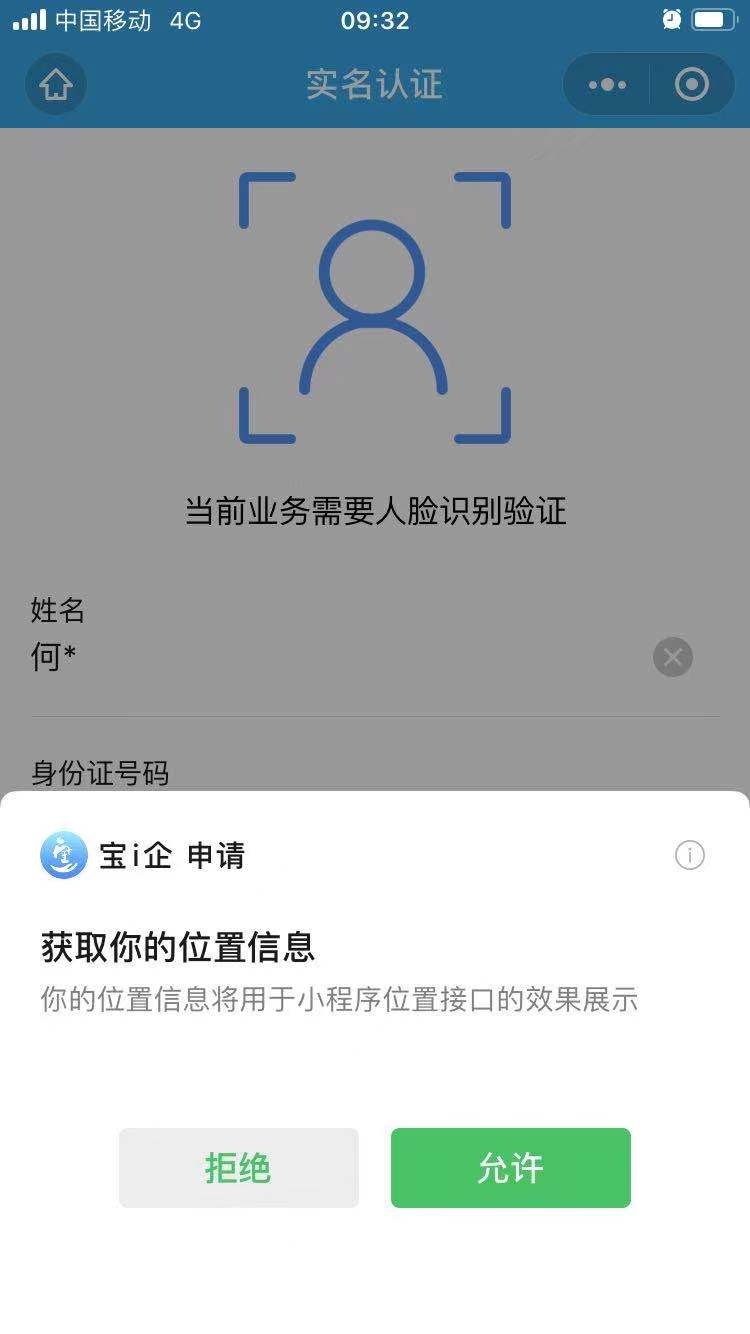 中国移动 4G 09:32
实名认证
当前业务需要人脸识别验证
姓名
何*
身份证号码
宝i企 申请
获取你的位置信息
你的位置信息将用于小程序位置接口的效果展示
拒绝 允许